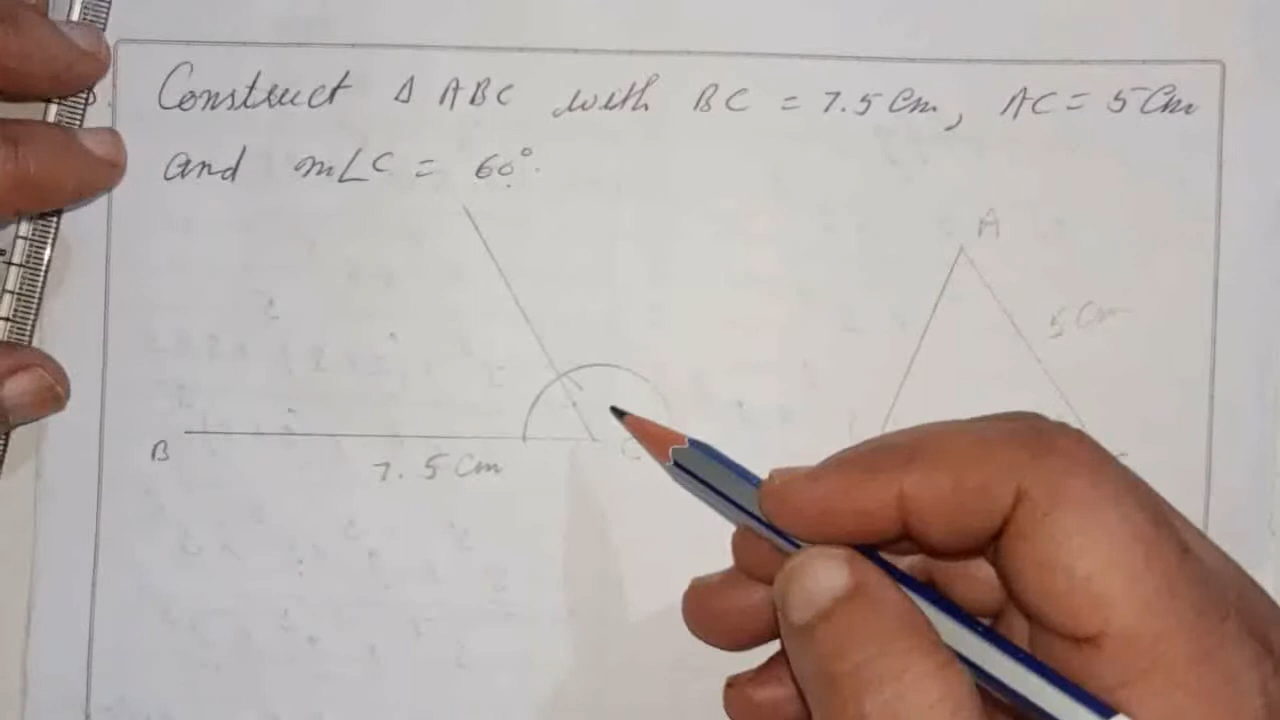 Construct Δ ABC with BC = 7.5 Cm, AC = 5 Cm
and m∠C = 60°.
A
5 Cm
B
C
7.5 Cm